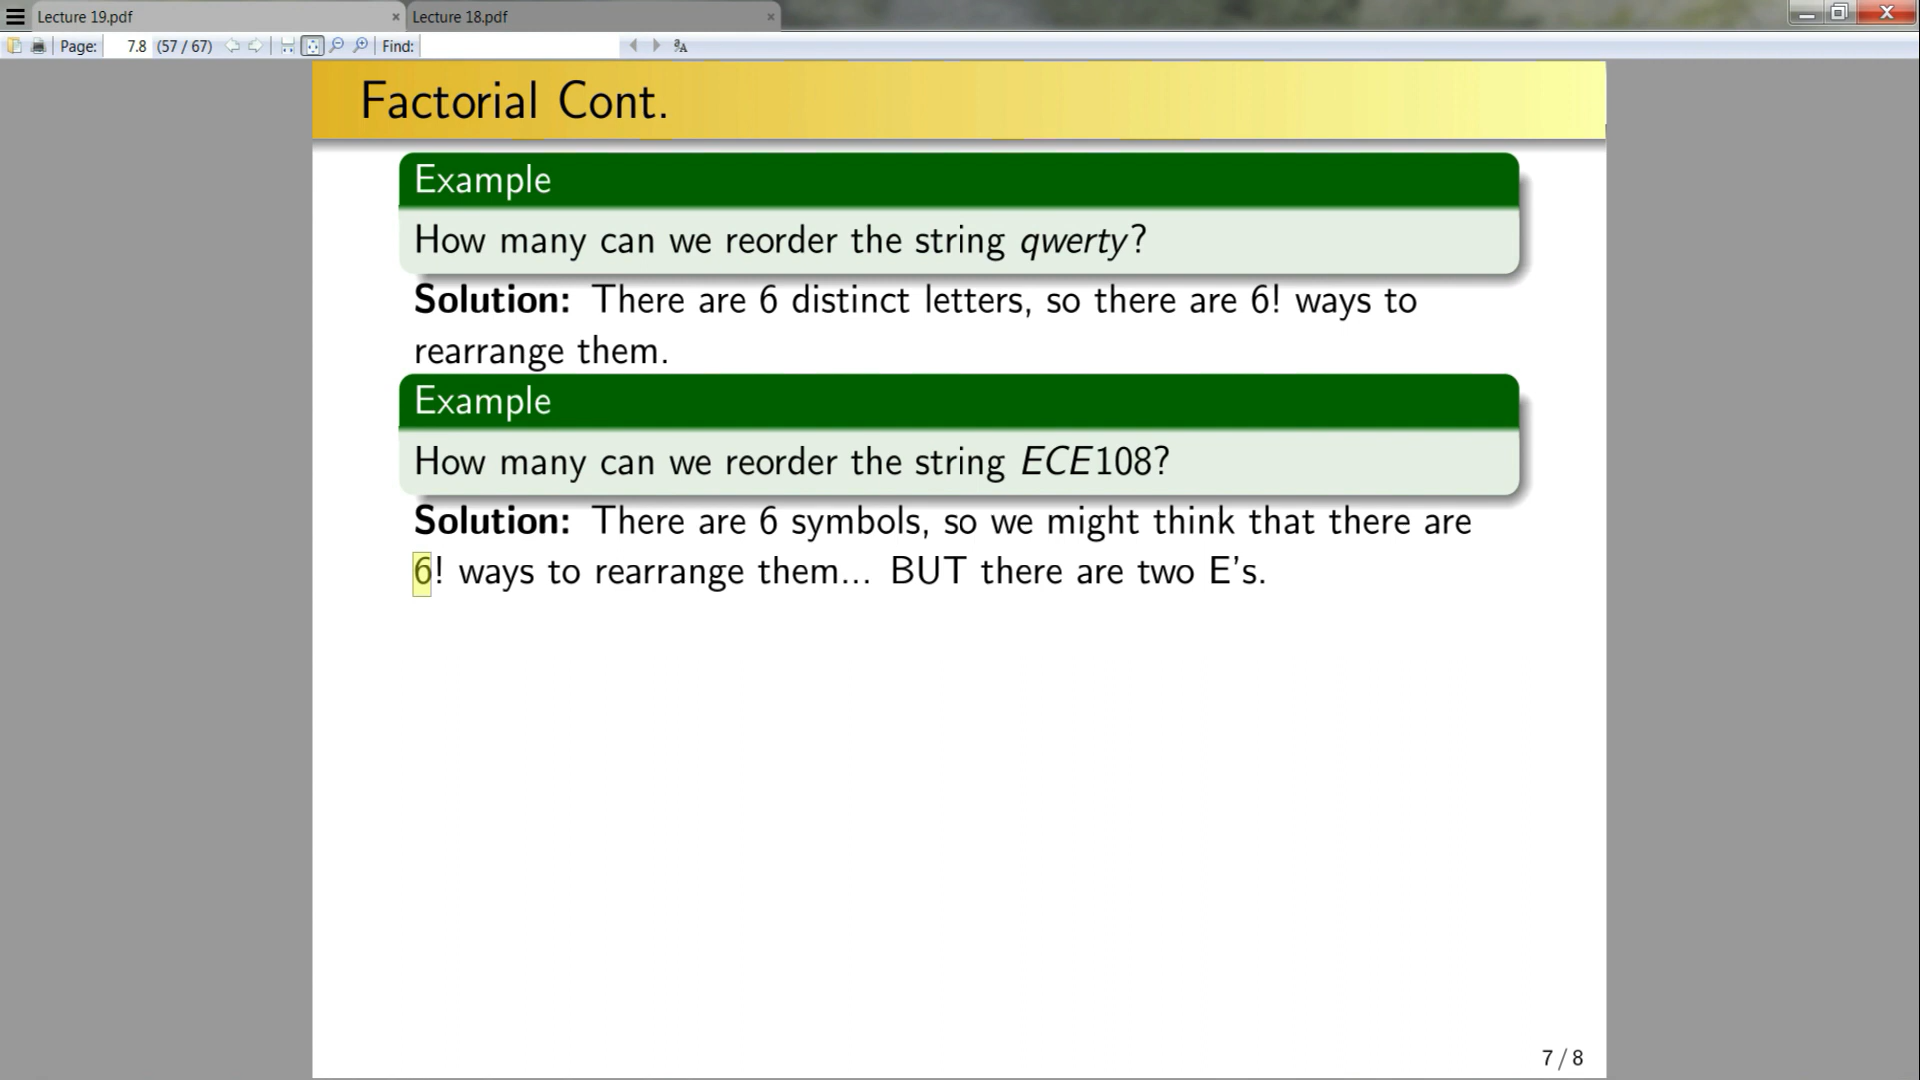 Lecture 19.pdf
Lecture 18.pdf
Page: 7.8 (57 / 67) Find:
Factorial Cont.
Example
How many can we reorder the string qwerty?
Solution: There are 6 distinct letters, so there are 6! ways to
rearrange them.
Example
How many can we reorder the string ECE108?
Solution: There are 6 symbols, so we might think that there are
6! ways to rearrange them... BUT there are two E's.
7 / 8